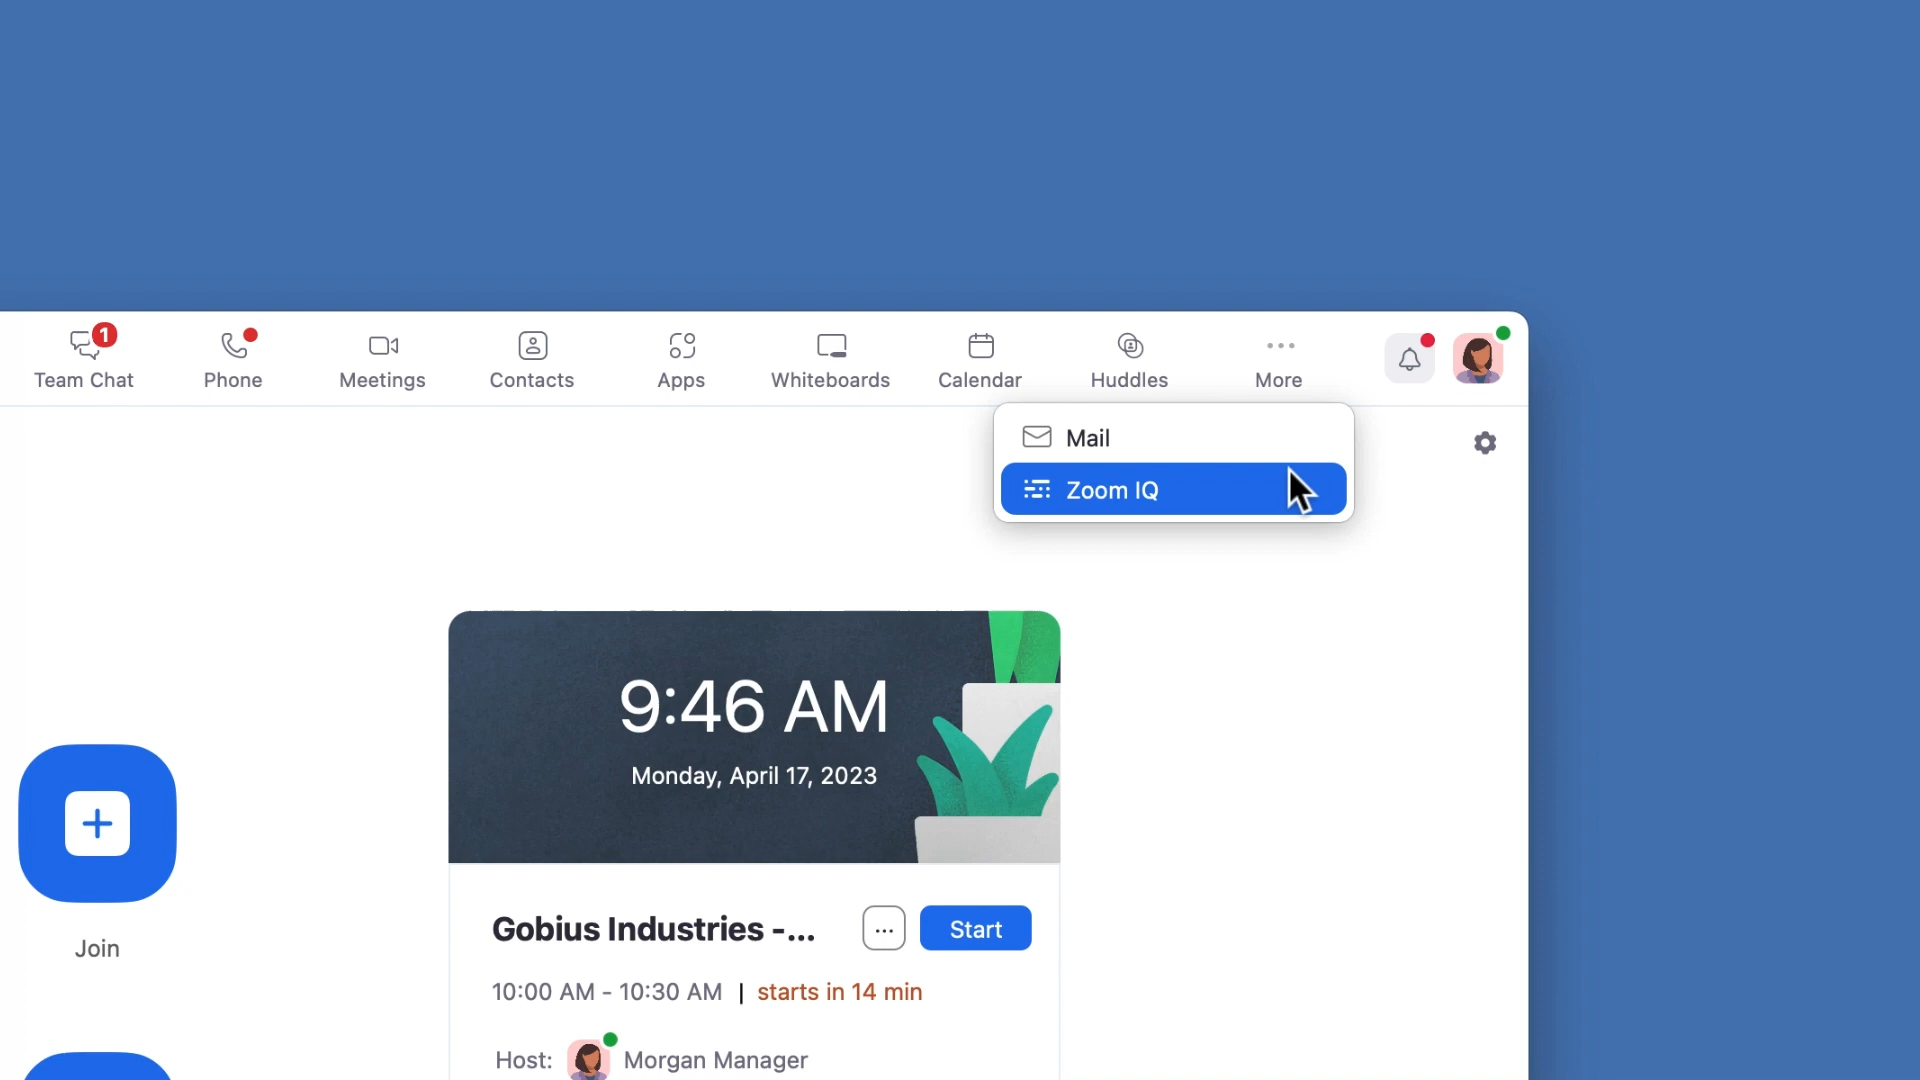 1
Team Chat
Phone
Meetings
Contacts
Apps
Whiteboards
Calendar
Huddles
More
Mail
Zoom IQ
9:46 AM
Monday, April 17, 2023
Join
Gobius Industries -...
Start
10:00 AM - 10:30 AM | starts in 14 min
Host: Morgan Manager